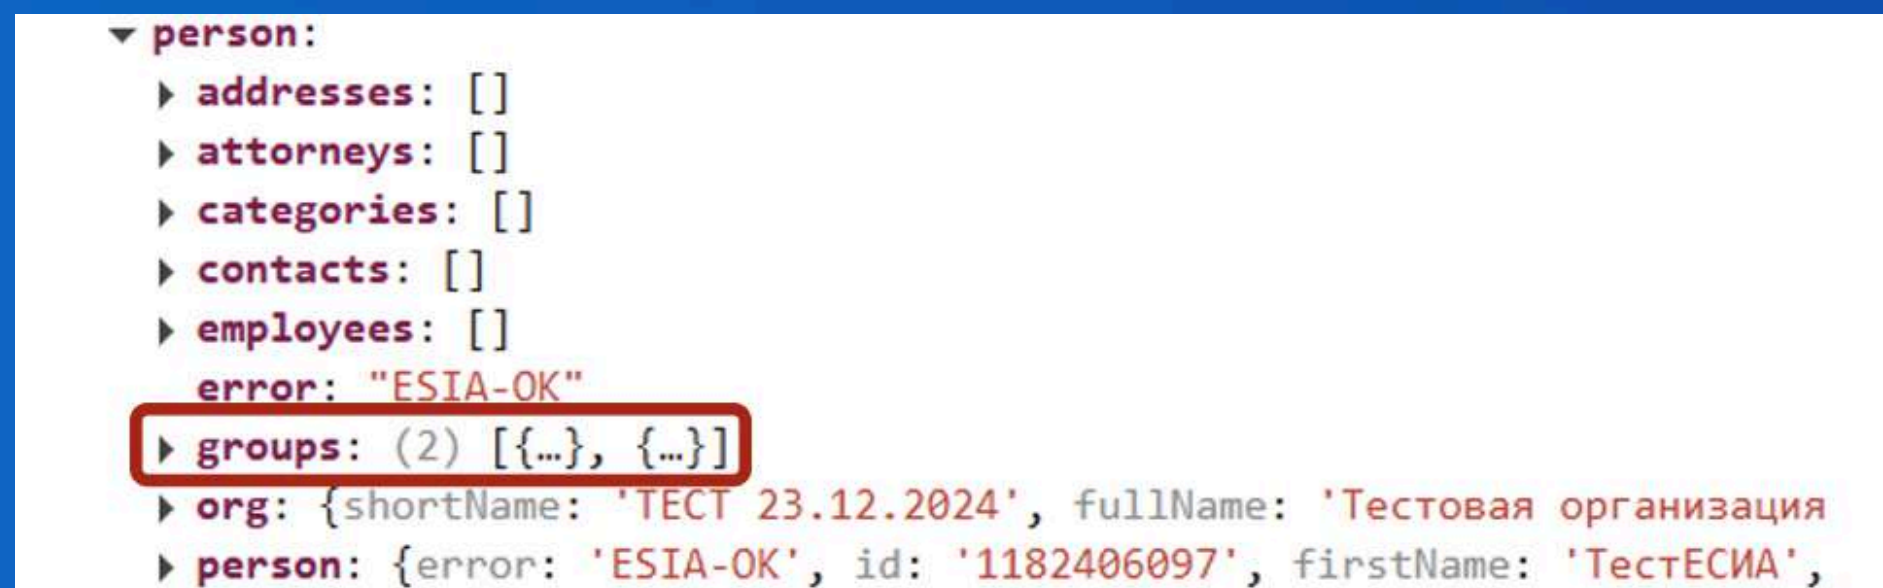 ▼ person:
▶ addresses: []
▶ attorneys: []
▶ categories: []
▶ contacts: []
▶ employees: []
error: "ESIA-OK"
▶ groups: (2) [{…}, {…}]
▶ org: {shortName: 'ТЕСТ 23.12.2024', fullName: 'Тестовая организация
▶ person: {error: 'ESIA-OK', id: '1182406097', firstName: 'ТестЕСИА',